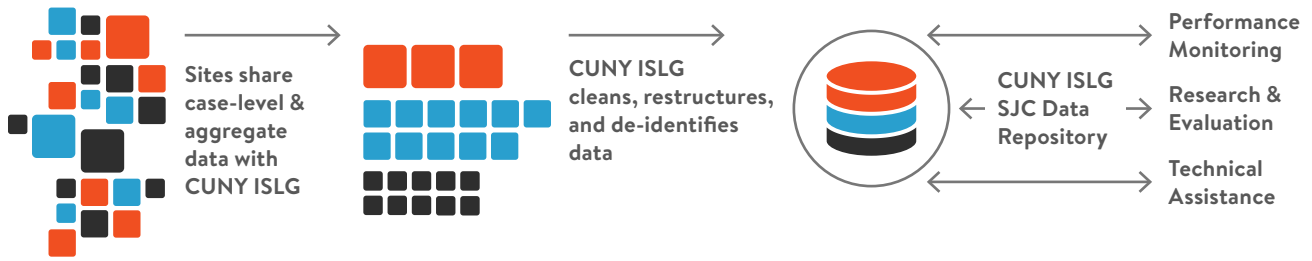 Sites share
case-level &
aggregate
data with
CUNY ISLG
CUNY ISLG
cleans, restructures,
and de-identifies
data
CUNY ISLG
SJC Data
Repository
Performance
Monitoring
Research &
Evaluation
Technical
Assistance